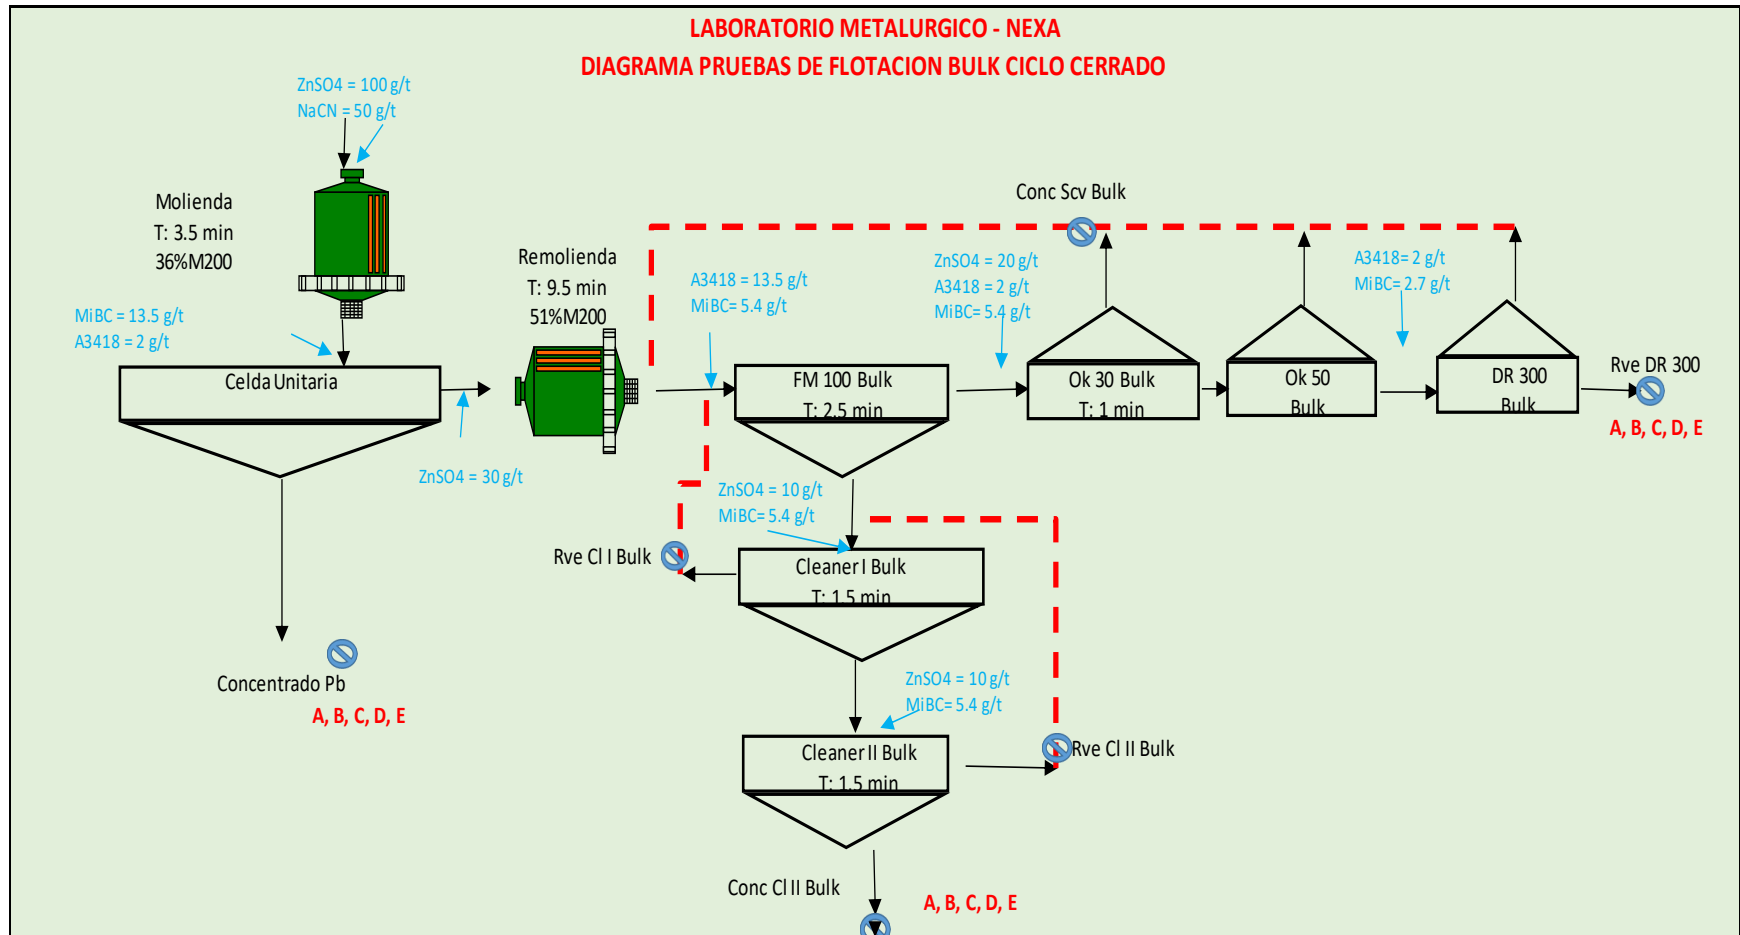 LABORATORIO METALURGICO - NEXA
DIAGRAMA PRUEBAS DE FLOTACION BULK CICLO CERRADO
ZnSO4 = 100 g/t
NaCN = 50 g/t
Molienda
T: 3.5 min
36%M200
MiBC = 13.5 g/t
A3418 = 2 g/t
Celda Unitaria
ZnSO4 = 30 g/t
Remolienda
T: 9.5 min
51%M200
A3418 = 13.5 g/t
MiBC= 5.4 g/t
FM 100 Bulk
T: 2.5 min
Conc Scv Bulk
ZnSO4 = 20 g/t
A3418 = 2 g/t
MiBC= 5.4 g/t
Ok 30 Bulk
T: 1 min
Ok 50
Bulk
A3418= 2 g/t
MiBC= 2.7 g/t
DR 300
Bulk
Rve DR 300
A, B, C, D, E
ZnSO4 = 10 g/t
MiBC= 5.4 g/t
Rve Cl I Bulk
Cleaner I Bulk
T: 1.5 min
Concentrado Pb
A, B, C, D, E
ZnSO4 = 10 g/t
MiBC= 5.4 g/t
Cleaner II Bulk
T: 1.5 min
Rve Cl II Bulk
Conc Cl II Bulk
A, B, C, D, E